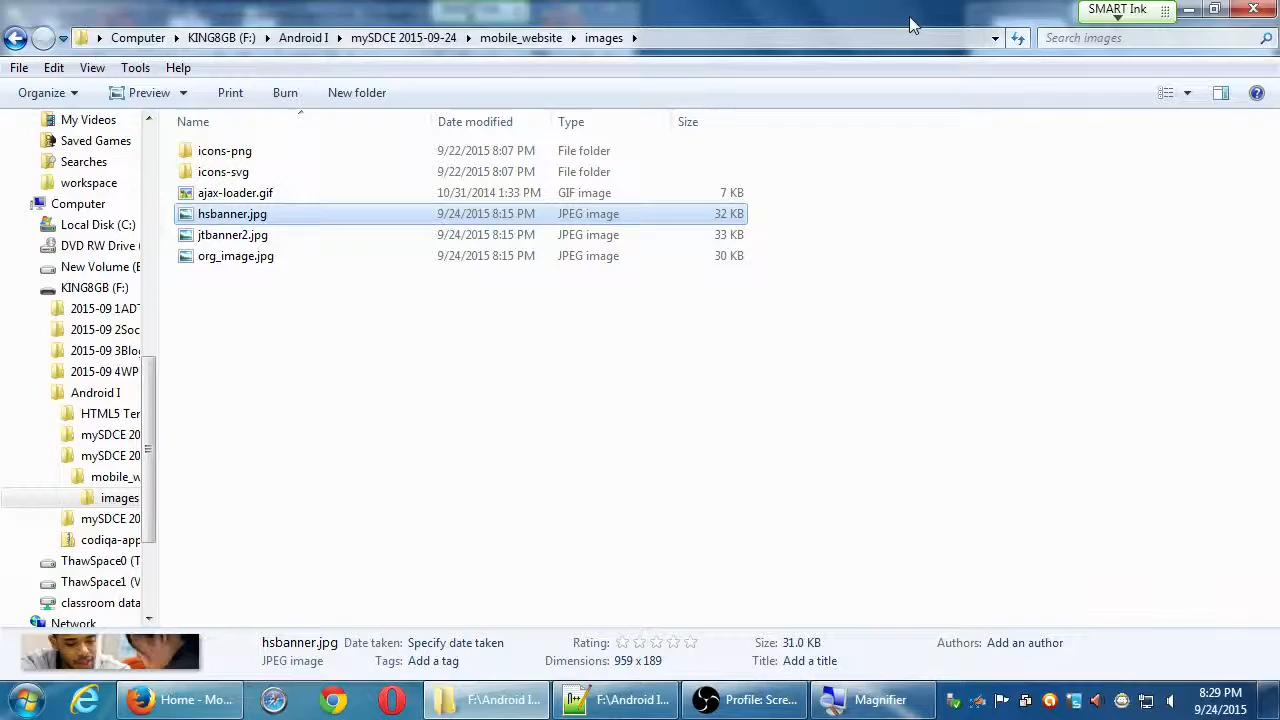 SMART Ink
Computer KING8GB (F:) Android I mySDCE 2015-09-24 mobile_website images Search images
File Edit View Tools Help
Organize Preview Print Burn New folder
Name Date modified Type Size
icons-png 9/22/2015 8:07 PM File folder
icons-svg 9/22/2015 8:07 PM File folder
ajax-loader.gif 10/31/2014 1:33 PM GIF image 7 KB
hsbanner.jpg 9/24/2015 8:15 PM JPEG image 32 KB
jtbanner2.jpg 9/24/2015 8:15 PM JPEG image 33 KB
org_image.jpg 9/24/2015 8:15 PM JPEG image 30 KB
My Videos
Saved Games
Searches
workspace
Computer
Local Disk (C:)
DVD RW Drive (
New Volume (E
KING8GB (F:)
2015-09 1AD
2015-09 2Soc
2015-09 3Blo
2015-09 4WP
Android I
HTML5 Ter
mySDCE 20
mySDCE 20
mobile_w
images
mySDCE 20
codiqa-app
ThawSpace0 (T
ThawSpace1 (V
classroom data
Network
hsbanner.jpg Date taken: Specify date taken Rating: Size: 31.0 KB Authors: Add an author
JPEG image Tags: Add a tag Dimensions: 959 x 189 Title: Add a title
Home - Mo... F:\Android I... F:\Android I... Profile: Scre... Magnifier 8:29 PM
9/24/2015